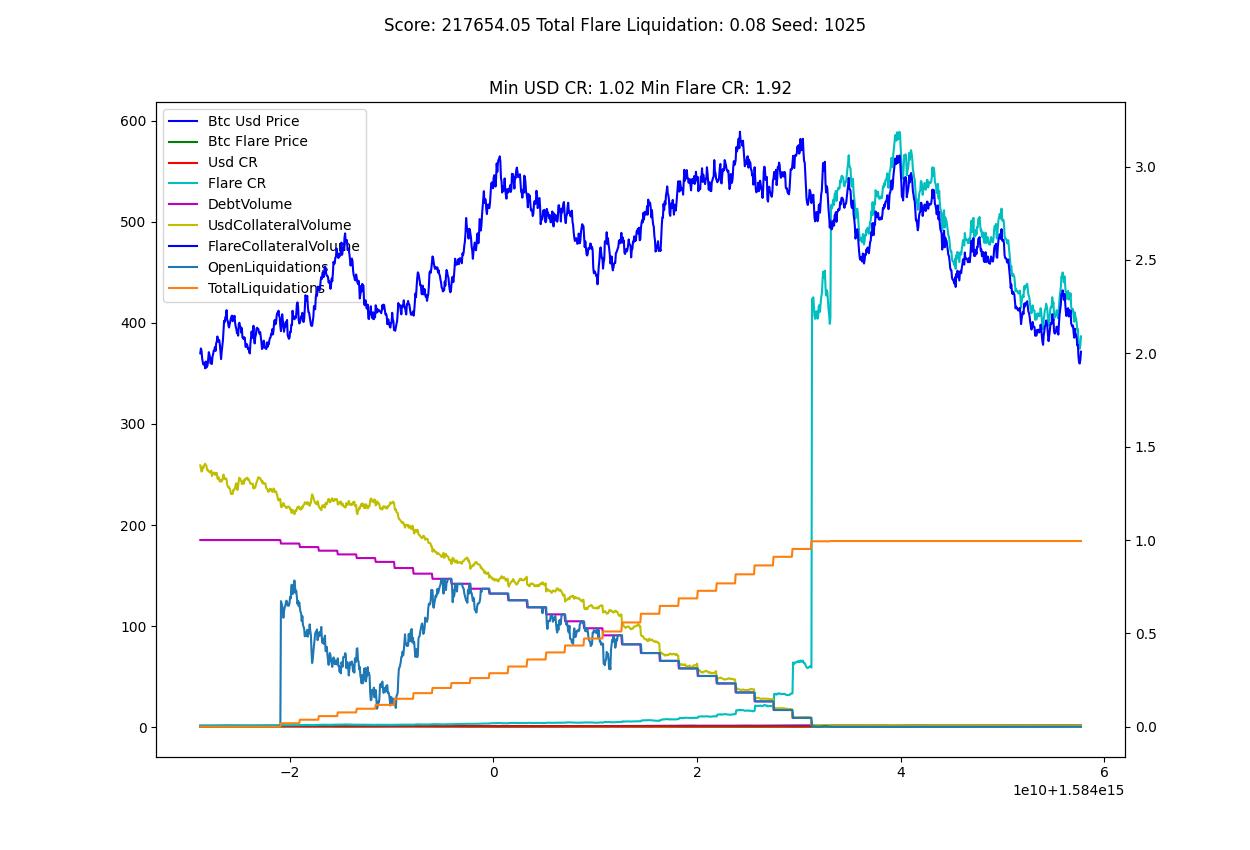 Score: 217654.05 Total Flare Liquidation: 0.08 Seed: 1025
Min USD CR: 1.02 Min Flare CR: 1.92
Btc Usd Price
Btc Flare Price
Usd CR
Flare CR
DebtVolume
UsdCollateralVolume
FlareCollateralVolume
OpenLiquidations
TotalLiquidations
600
500
400
300
200
100
0
3.0
2.5
2.0
1.5
1.0
0.5
0.0
−2 0 2 4 6
1e10+1.584e15